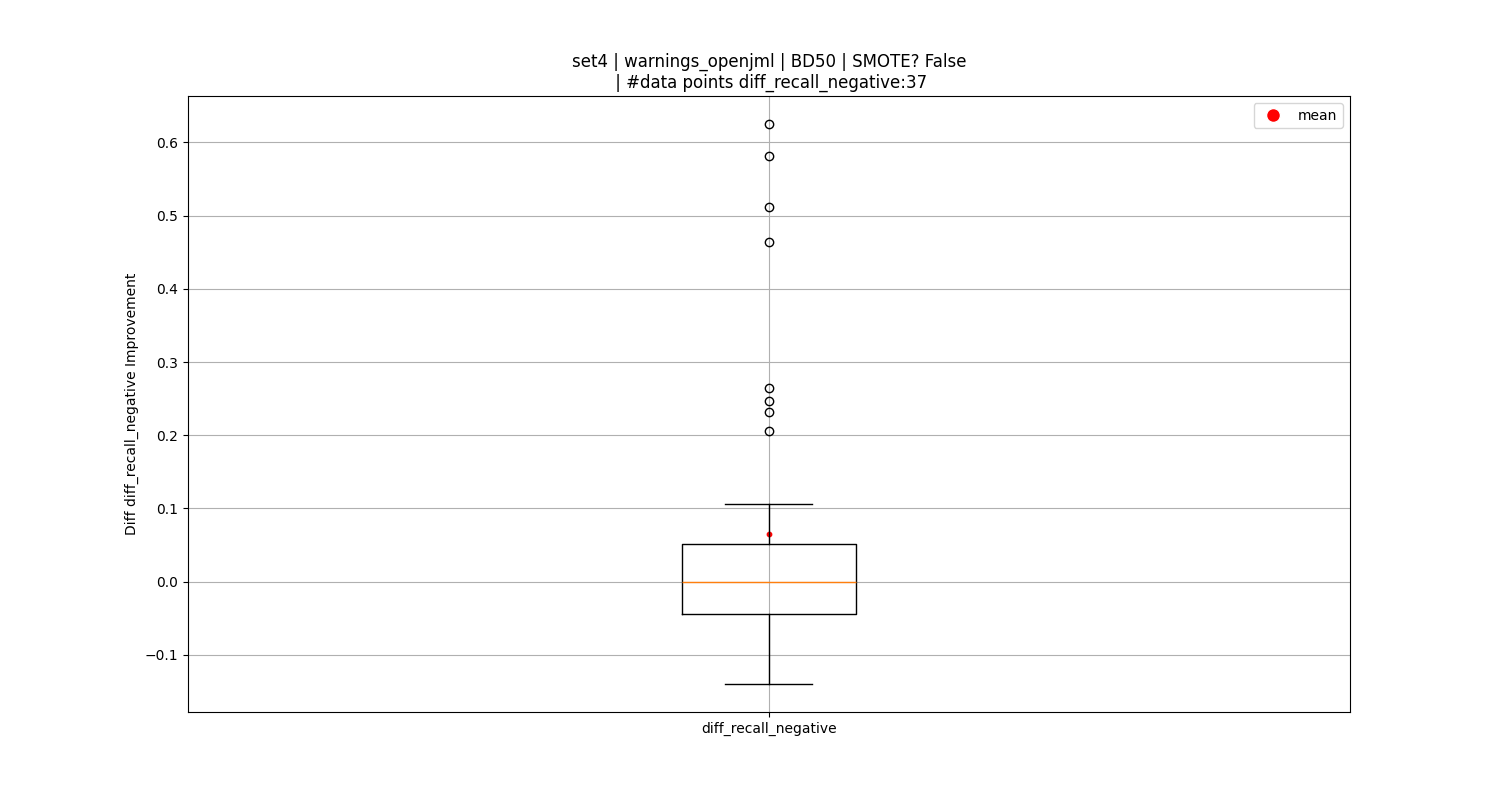 set4 | warnings_openjml | BD50 | SMOTE? False
| #data points diff_recall_negative:37
mean
0.6
0.5
0.4
0.3
0.2
0.1
0.0
−0.1
Diff diff_recall_negative Improvement
diff_recall_negative